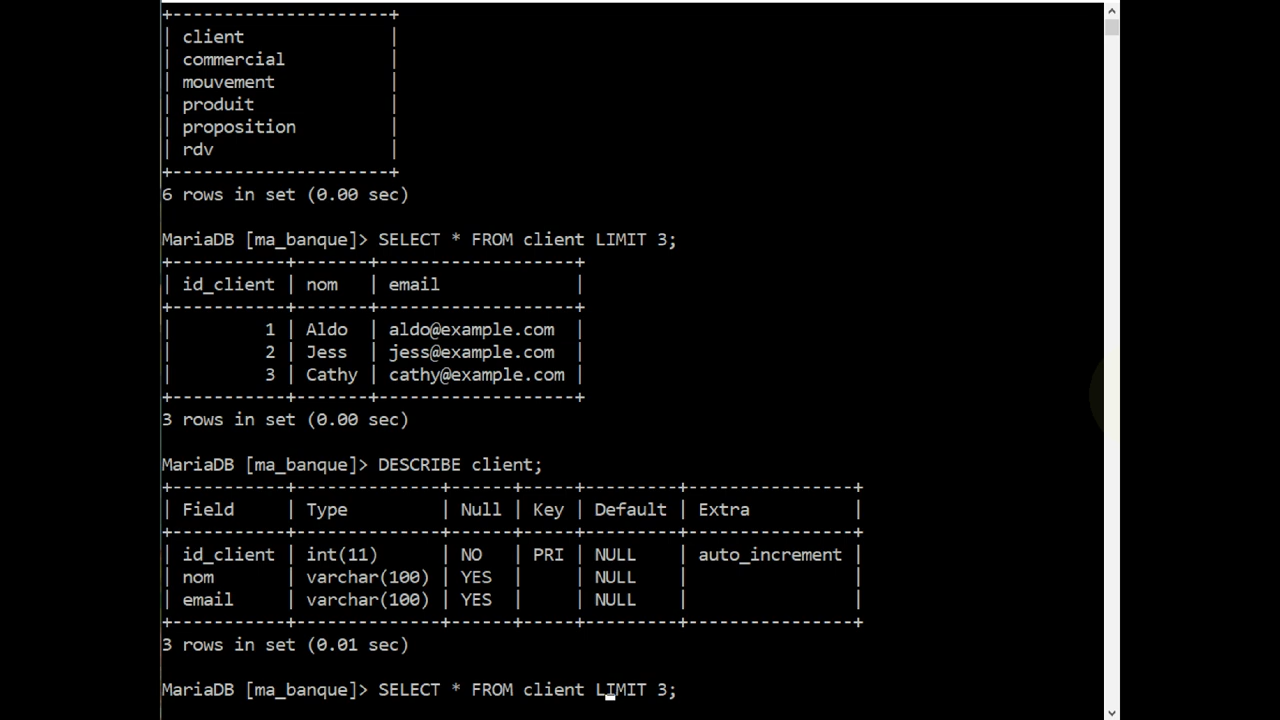 +----------------------+
| client               |
| commercial           |
| mouvement            |
| produit              |
| proposition          |
| rdv                  |
+----------------------+
6 rows in set (0.00 sec)
MariaDB [ma_banque]> SELECT * FROM client LIMIT 3;
+-----------+-------+-------------------+
| id_client | nom   | email             |
+-----------+-------+-------------------+
|         1 | Aldo  | aldo@example.com  |
|         2 | Jess  | jess@example.com  |
|         3 | Cathy | cathy@example.com |
+-----------+-------+-------------------+
3 rows in set (0.00 sec)
MariaDB [ma_banque]> DESCRIBE client;
+-----------+--------------+------+-----+---------+----------------+
| Field     | Type         | Null | Key | Default | Extra          |
+-----------+--------------+------+-----+---------+----------------+
| id_client | int(11)      | NO   | PRI | NULL    | auto_increment |
| nom       | varchar(100) | YES  |     | NULL    |                |
| email     | varchar(100) | YES  |     | NULL    |                |
+-----------+--------------+------+-----+---------+----------------+
3 rows in set (0.01 sec)
MariaDB [ma_banque]> SELECT * FROM client LIMIT 3;